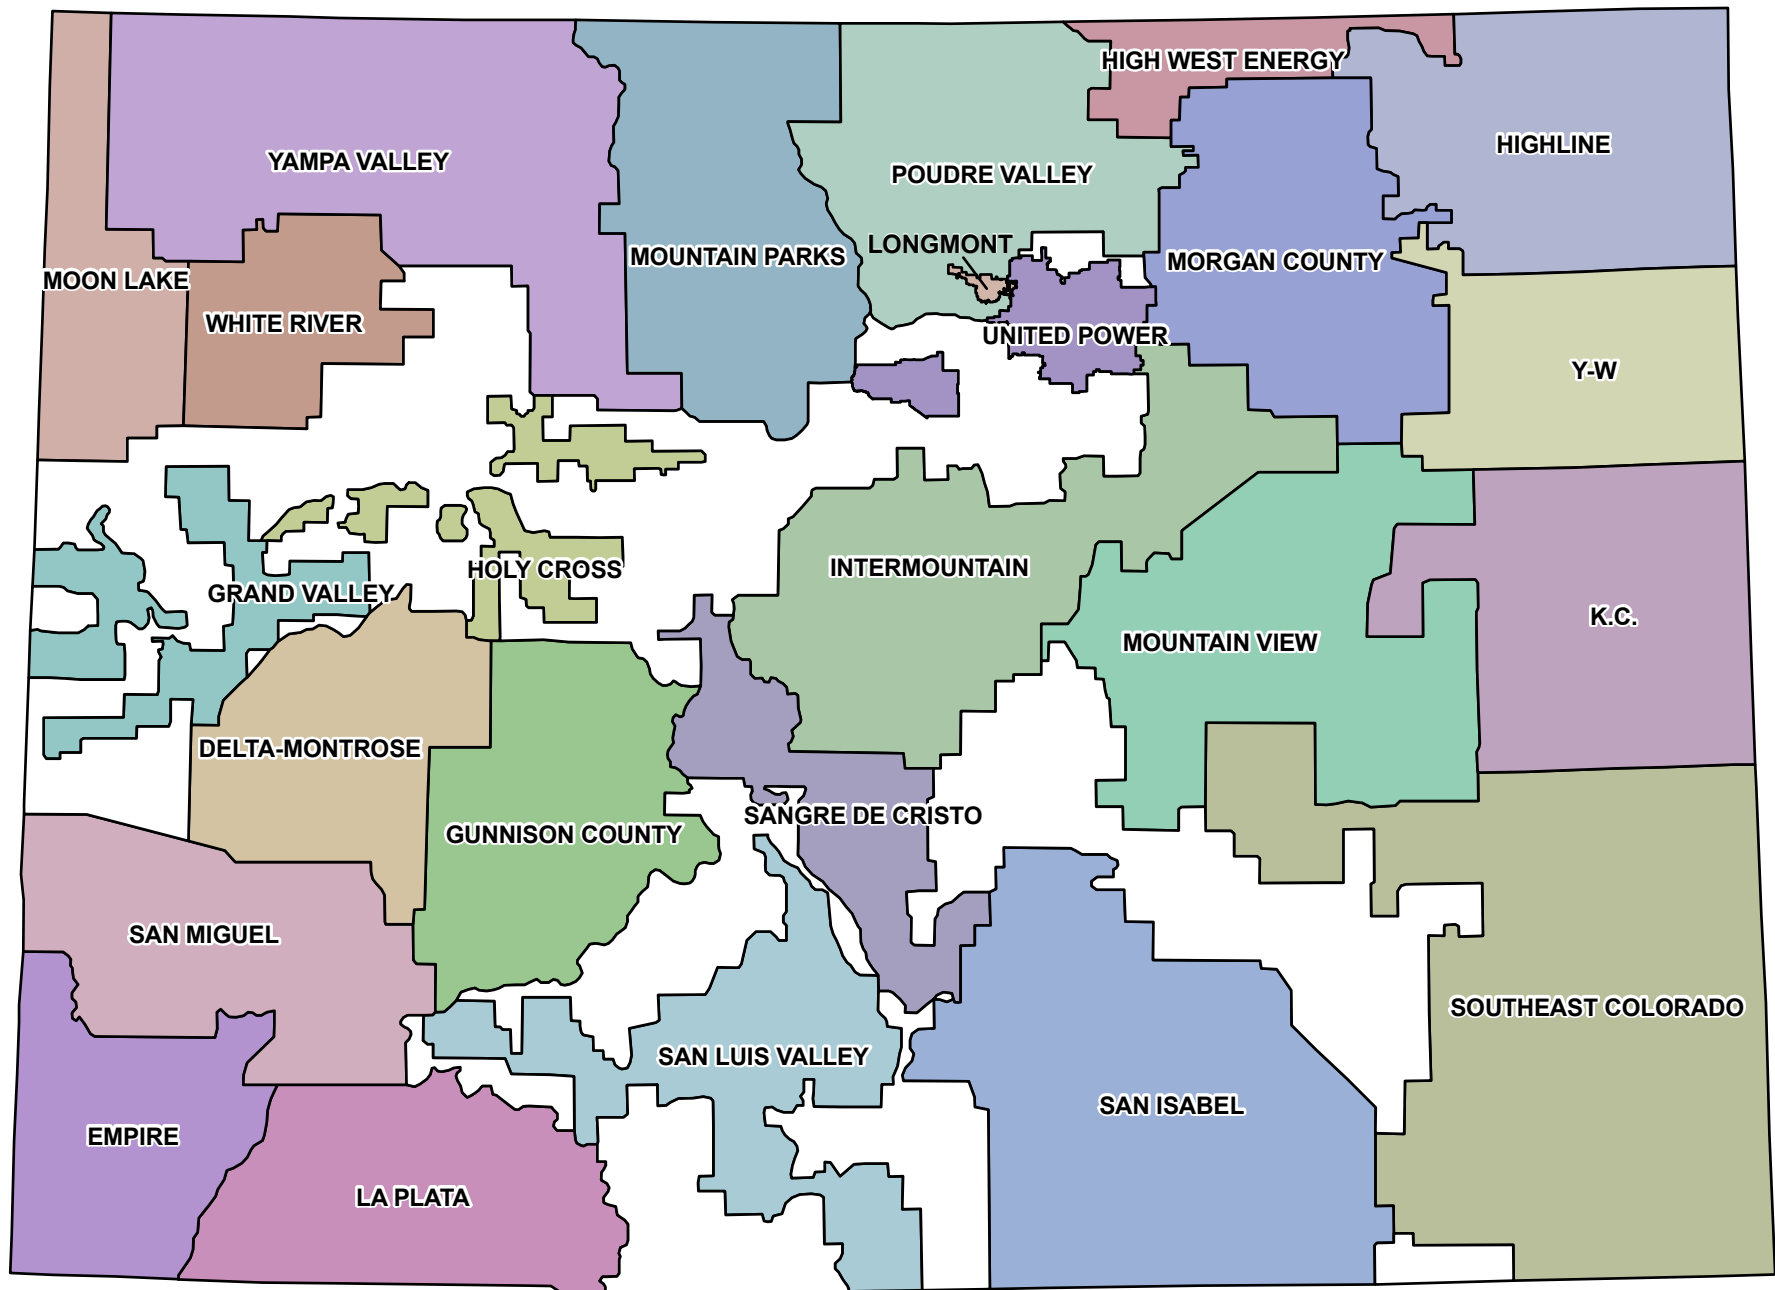 HIGH WEST ENERGY
HIGHLINE
YAMPA VALLEY
POUDRE VALLEY
LONGMONT
MOUNTAIN PARKS
MORGAN COUNTY
MOON LAKE
WHITE RIVER
UNITED POWER
Y-W
INTERMOUNTAIN
HOLY CROSS
GRAND VALLEY
K.C.
MOUNTAIN VIEW
DELTA-MONTROSE
SANGRE DE CRISTO
GUNNISON COUNTY
SAN MIGUEL
SOUTHEAST COLORADO
SAN LUIS VALLEY
SAN ISABEL
EMPIRE
LA PLATA